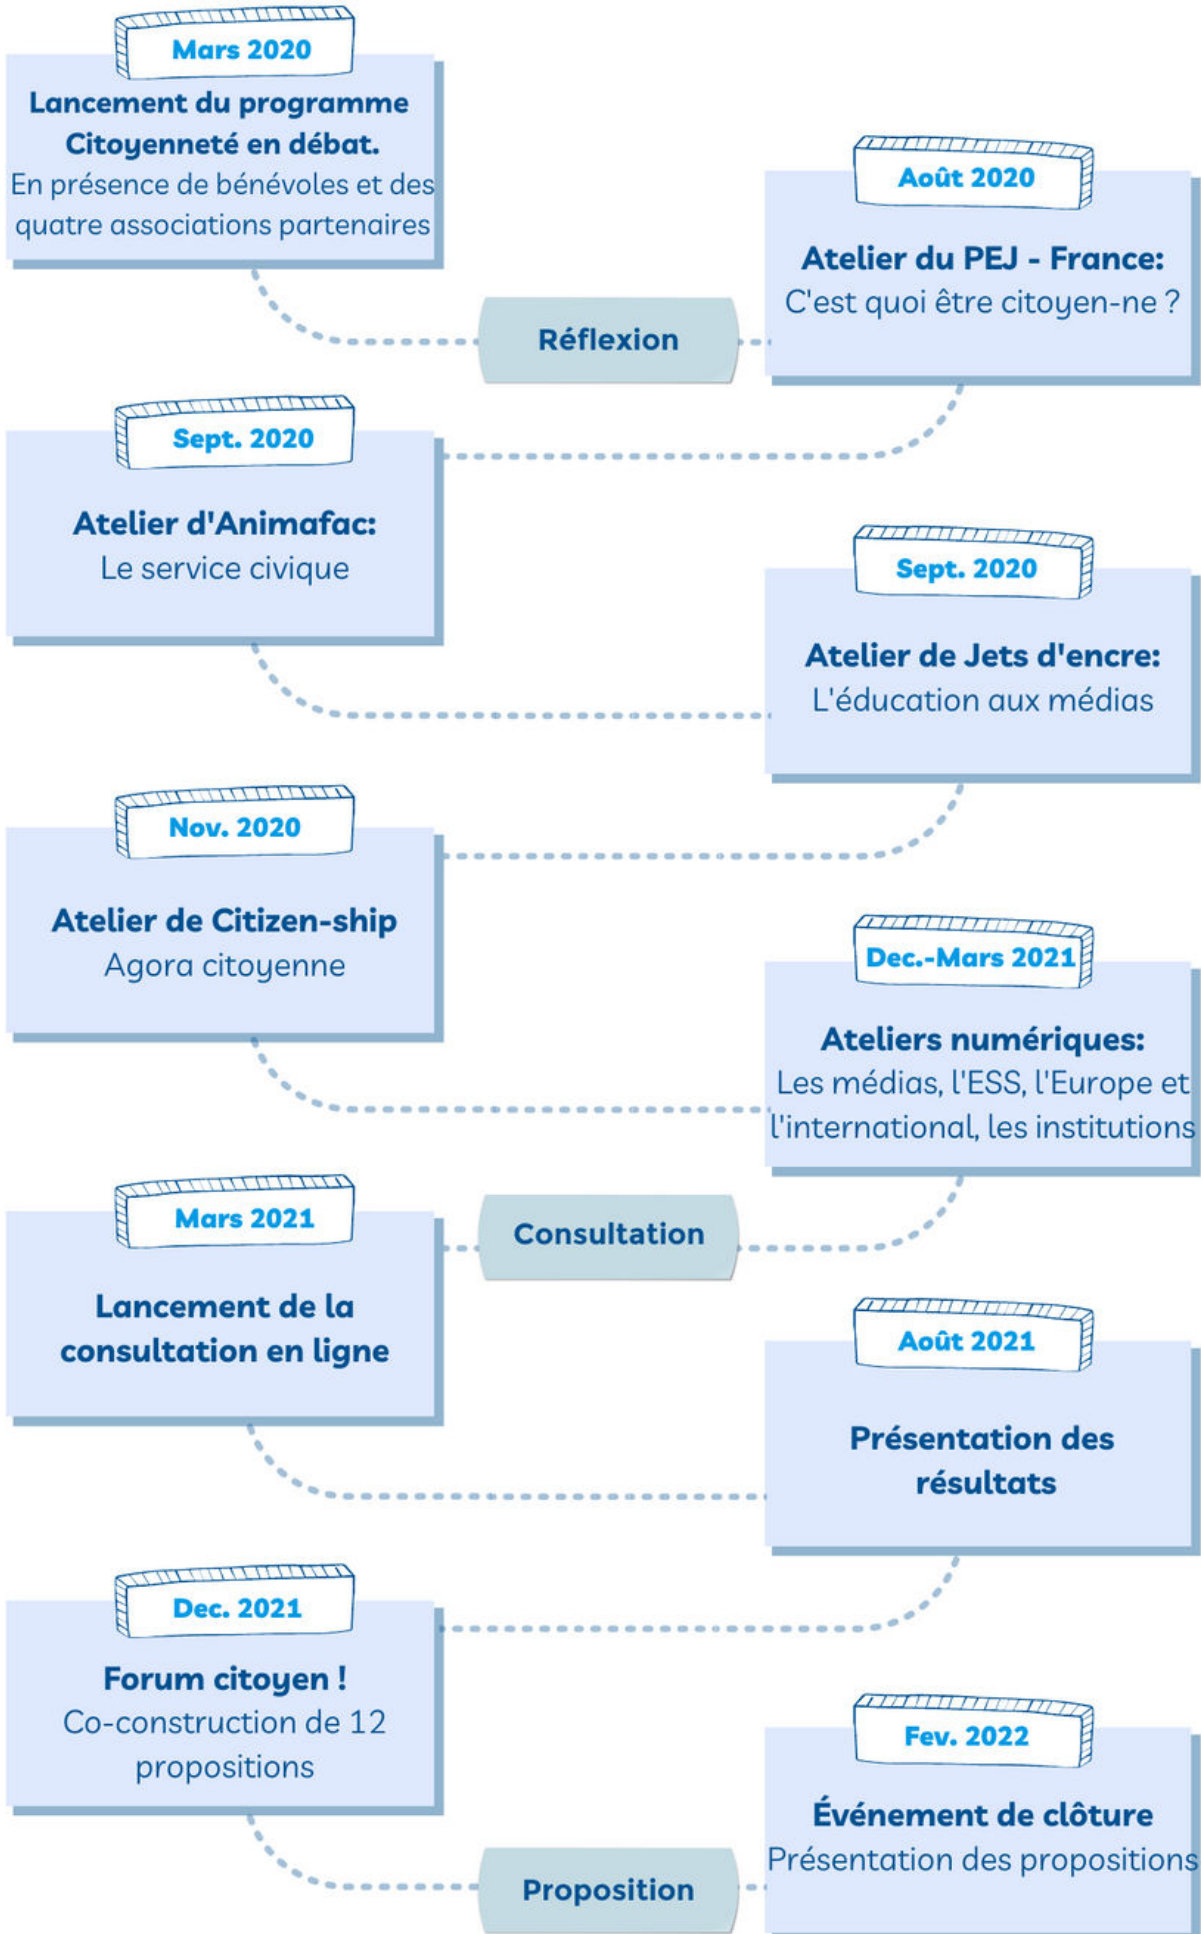 Mars 2020
Lancement du programme
Citoyenneté en débat.
En présence de bénévoles et des
quatre associations partenaires
Réflexion
Août 2020
Atelier du PEJ - France:
C'est quoi être citoyen-ne ?
Sept. 2020
Atelier d'Animafac:
Le service civique
Sept. 2020
Atelier de Jets d'encre:
L'éducation aux médias
Nov. 2020
Atelier de Citizen-ship
Agora citoyenne
Dec.-Mars 2021
Ateliers numériques:
Les médias, l'ESS, l'Europe et
l'international, les institutions
Consultation
Mars 2021
Lancement de la
consultation en ligne
Août 2021
Présentation des
résultats
Dec. 2021
Forum citoyen !
Co-construction de 12
propositions
Proposition
Fev. 2022
Événement de clôture
Présentation des propositions